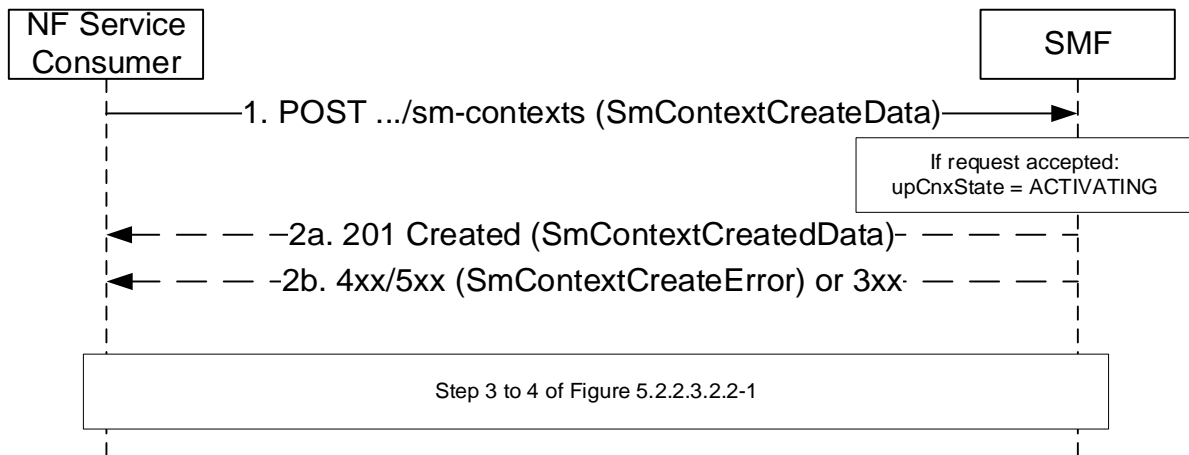 NF Service
Consumer
SMF
1. POST .../sm-contexts (SmContextCreateData)
If request accepted:
upCnxState = ACTIVATING
2a. 201 Created (SmContextCreatedData)
2b. 4xx/5xx (SmContextCreateError) or 3xx
Step 3 to 4 of Figure 5.2.2.3.2.2-1